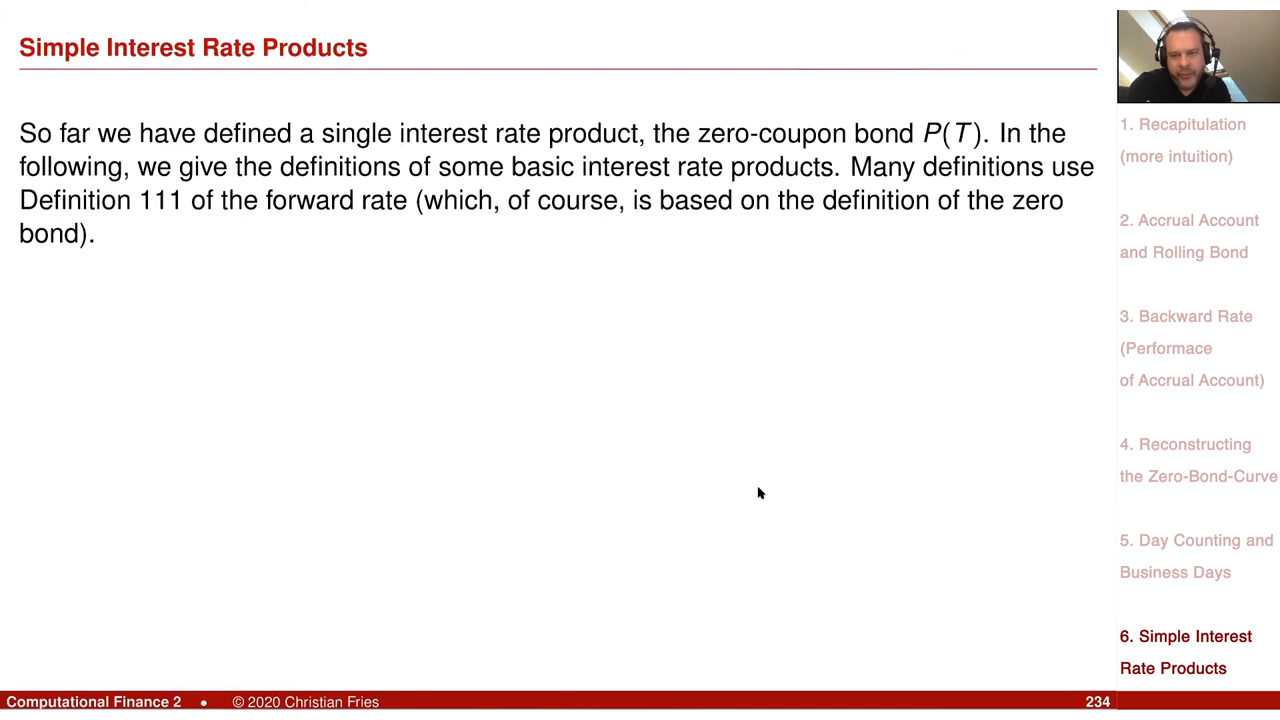 Simple Interest Rate Products
So far we have defined a single interest rate product, the zero-coupon bond P(T). In the
following, we give the definitions of some basic interest rate products. Many definitions use
Definition 111 of the forward rate (which, of course, is based on the definition of the zero
bond).
1. Recapitulation
(more intuition)
2. Accrual Account
and Rolling Bond
3. Backward Rate
(Performace
of Accrual Account)
4. Reconstructing
the Zero-Bond-Curve
5. Day Counting and
Business Days
6. Simple Interest
Rate Products
Computational Finance 2 • © 2020 Christian Fries 234